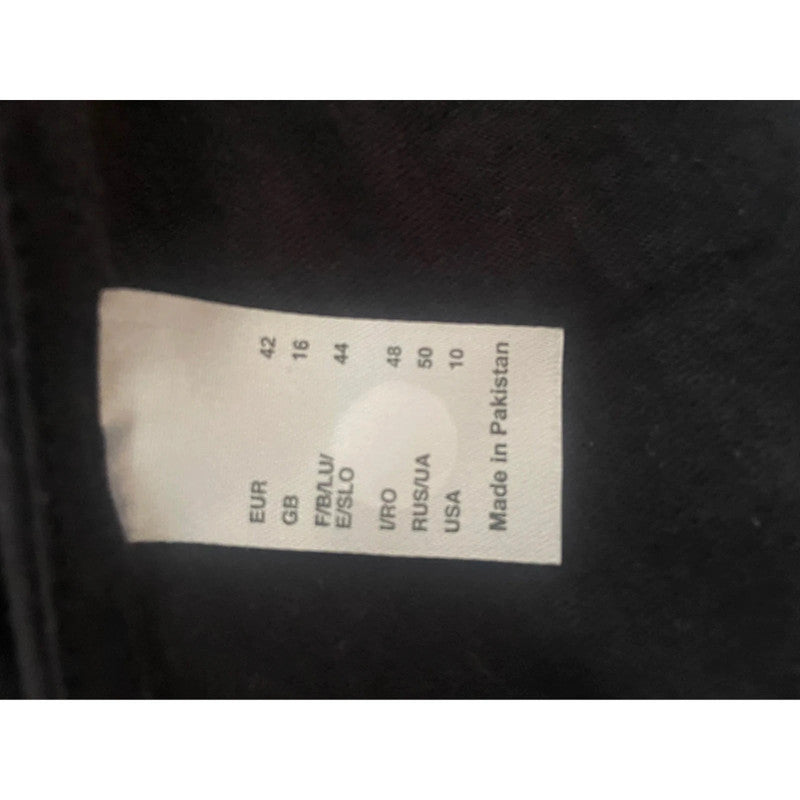 EUR 42
GB 16
F/B/LU/ 44
E/SLO
I/RO 48
RUS/UA 50
USA 10
Made in Pakistan